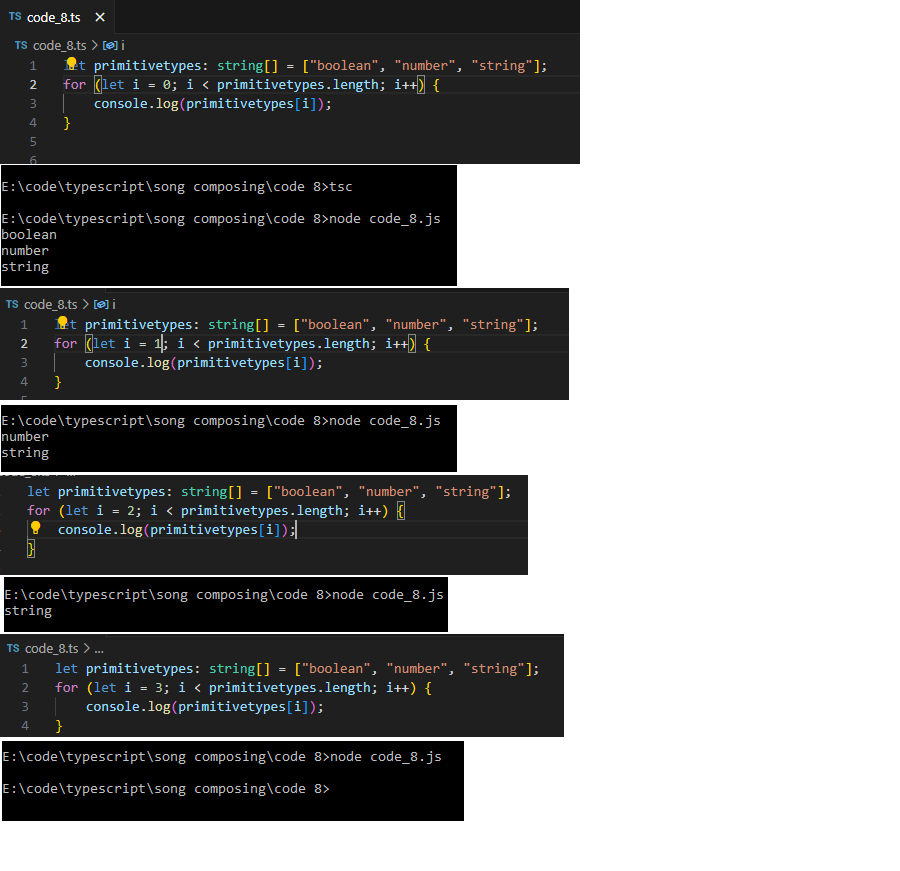 TS code_8.ts ×
TS code_8.ts > i
1 let primitivetypes: string[] = ["boolean", "number", "string"];
2 for (let i = 0; i < primitivetypes.length; i++) {
3 console.log(primitivetypes[i]);
4 }
5
6
E:\code\typescript\song composing\code 8>tsc
E:\code\typescript\song composing\code 8>node code_8.js
boolean
number
string
TS code_8.ts > i
1 let primitivetypes: string[] = ["boolean", "number", "string"];
2 for (let i = 1; i < primitivetypes.length; i++) {
3 console.log(primitivetypes[i]);
4 }
E:\code\typescript\song composing\code 8>node code_8.js
number
string
let primitivetypes: string[] = ["boolean", "number", "string"];
for (let i = 2; i < primitivetypes.length; i++) {
console.log(primitivetypes[i]);
}
E:\code\typescript\song composing\code 8>node code_8.js
string
TS code_8.ts > ...
1 let primitivetypes: string[] = ["boolean", "number", "string"];
2 for (let i = 3; i < primitivetypes.length; i++) {
3 console.log(primitivetypes[i]);
4 }
E:\code\typescript\song composing\code 8>node code_8.js
E:\code\typescript\song composing\code 8>